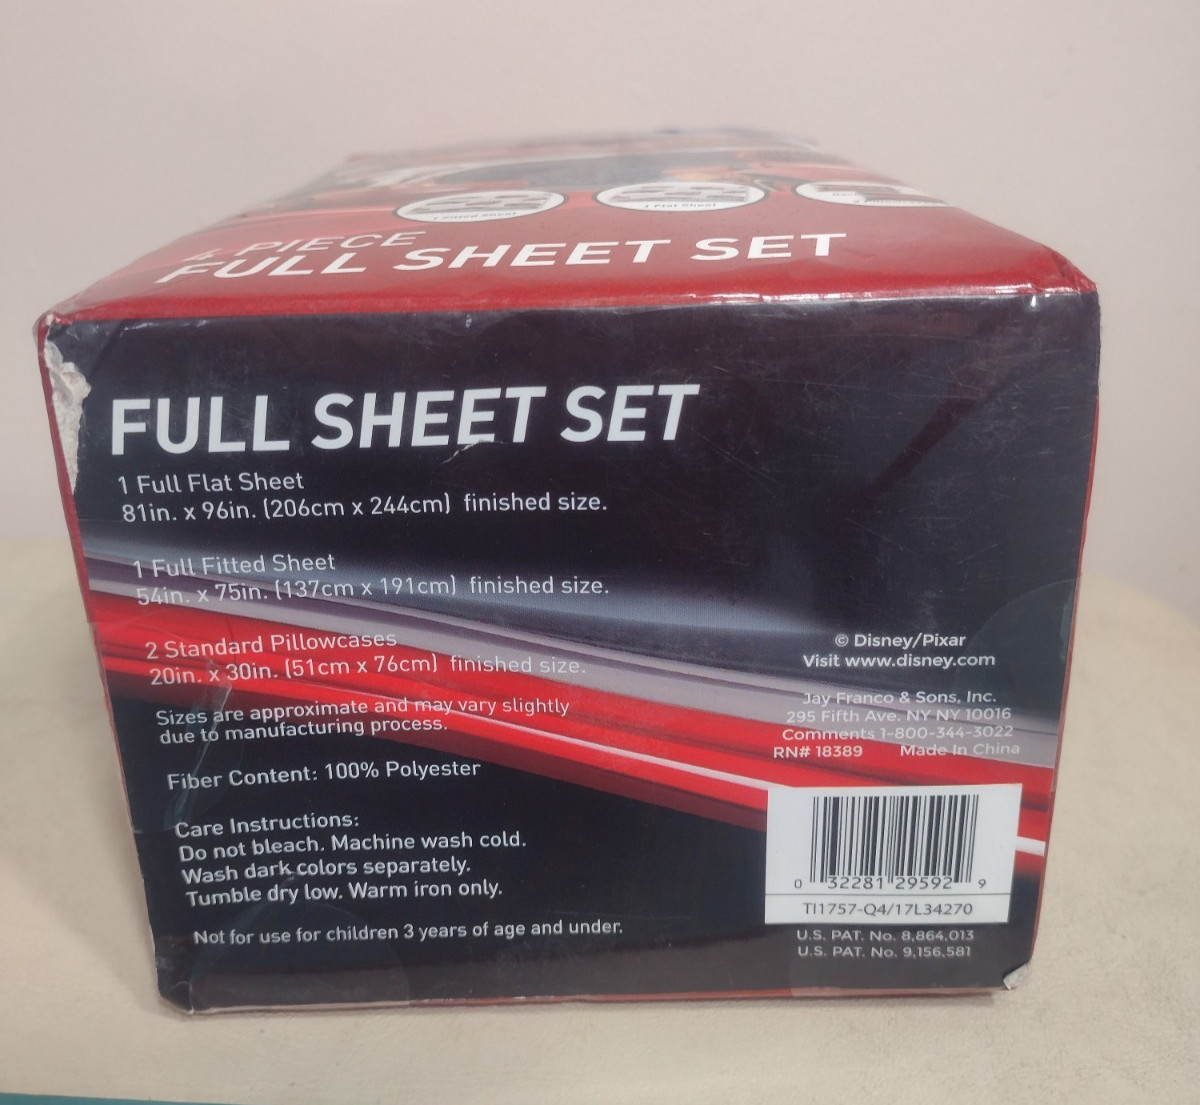 1 Fitted Sheet
1 Flat Sheet
4 PIECE
FULL SHEET SET
FULL SHEET SET
1 Full Flat Sheet
81in. x 96in. (206cm x 244cm) finished size.
1 Full Fitted Sheet
54in. x 75in. (137cm x 191cm) finished size.
2 Standard Pillowcases
20in. x 30in. (51cm x 76cm) finished size.
Sizes are approximate and may vary slightly
due to manufacturing process.
Fiber Content: 100% Polyester
Care Instructions:
Do not bleach. Machine wash cold.
Wash dark colors separately.
Tumble dry low. Warm iron only.
Not for use for children 3 years of age and under.
© Disney/Pixar
Visit www.disney.com
Jay Franco & Sons, Inc.
295 Fifth Ave. NY NY 10016
Comments 1-800-344-3022
RN# 18389 Made In China
0 32281 29592 9
TI1757-Q4/17L34270
U.S. PAT. No. 8,864,013
U.S. PAT. No. 9,156,581